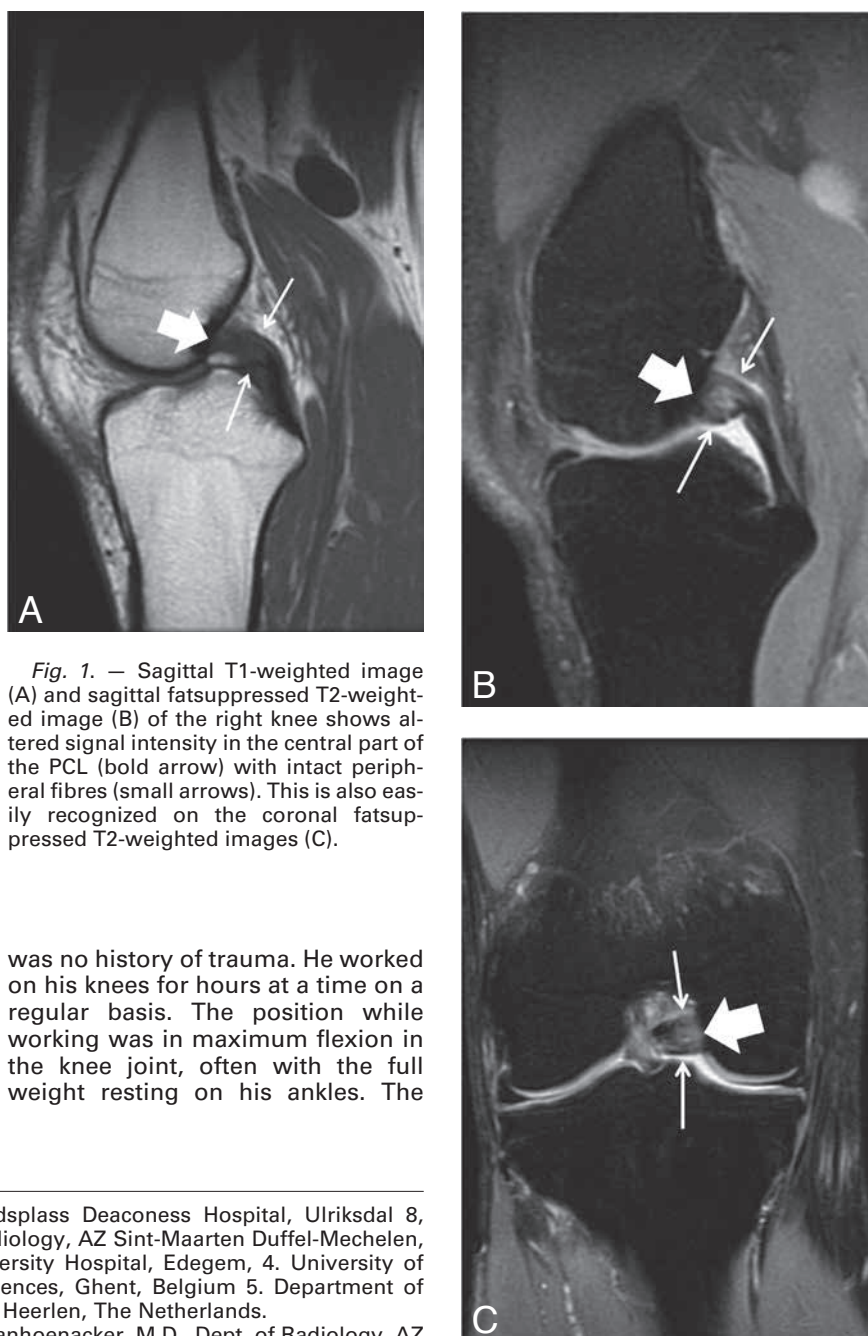 A
B
Fig. 1. — Sagittal T1-weighted image
(A) and sagittal fatsuppressed T2-weight-
ed image (B) of the right knee shows al-
tered signal intensity in the central part of
the PCL (bold arrow) with intact periph-
eral fibres (small arrows). This is also eas-
ily recognized on the coronal fatsup-
pressed T2-weighted images (C).
was no history of trauma. He worked
on his knees for hours at a time on a
regular basis. The position while
working was in maximum flexion in
the knee joint, often with the full
weight resting on his ankles. The
dsplass Deaconess Hospital, Ulriksdal 8,
diology, AZ Sint-Maarten Duffel-Mechelen,
ersity Hospital, Edegem, 4. University of
ences, Ghent, Belgium 5. Department of
Heerlen, The Netherlands.
anhoenacker, M.D., Dept. of Radiology, AZ
C